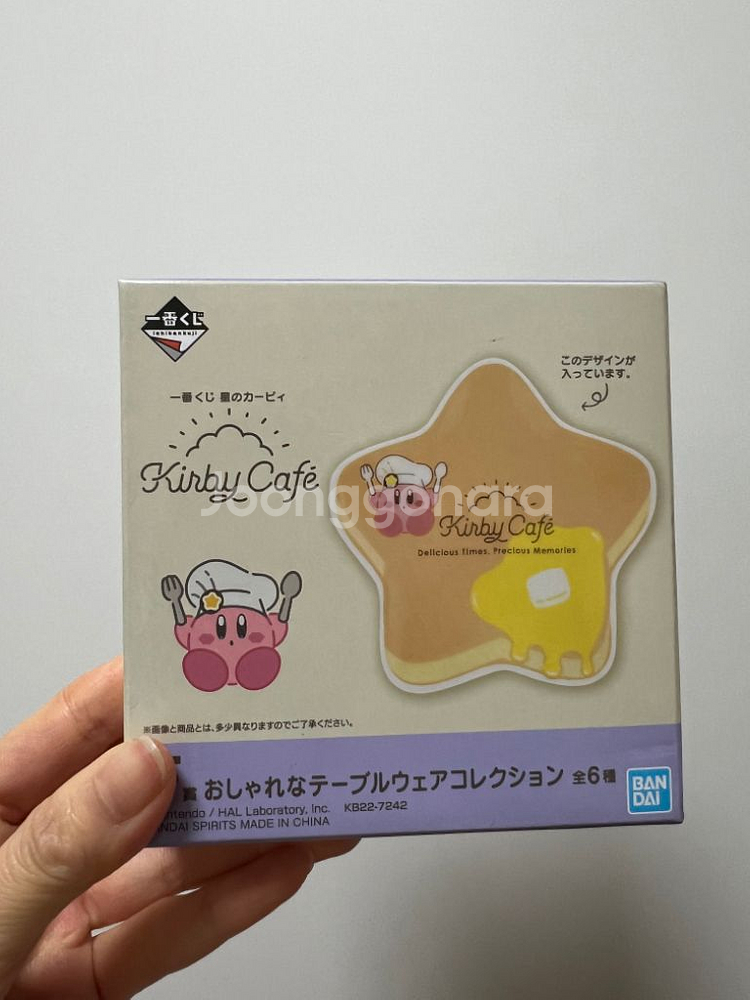 一番くじ
ichibankuji
一番くじ 星のカービィ
Kirby Café
このデザインが
入っています。
Kirby Café
Delicious Times, Precious Memories
Joonggonara
※画像と商品とは、多少異なりますのでご了承ください。
賞 おしゃれなテーブルウェアコレクション 全6種
ntendo / HAL Laboratory, Inc. KB22-7242
NDAI SPIRITS MADE IN CHINA
BAN
DAI